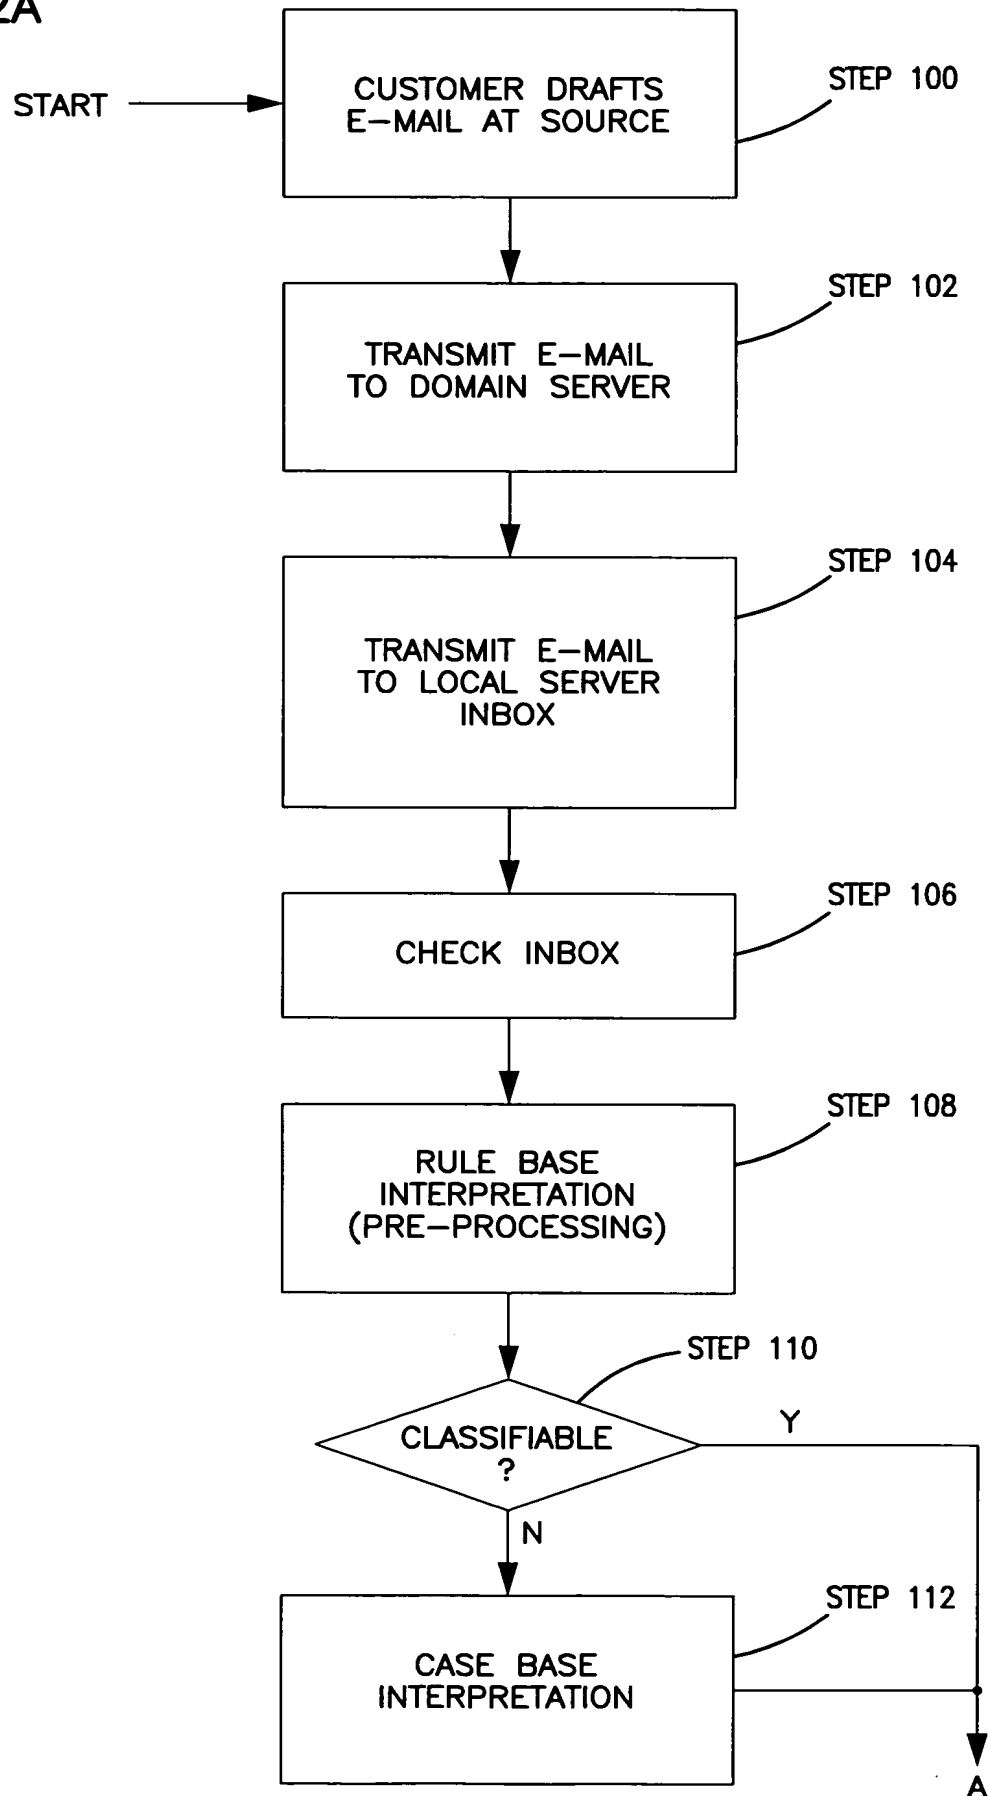 2A
START
CUSTOMER DRAFTS
E-MAIL AT SOURCE
STEP 100
TRANSMIT E-MAIL
TO DOMAIN SERVER
STEP 102
TRANSMIT E-MAIL
TO LOCAL SERVER
INBOX
STEP 104
CHECK INBOX
STEP 106
RULE BASE
INTERPRETATION
(PRE-PROCESSING)
STEP 108
STEP 110
CLASSIFIABLE
?
Y
N
CASE BASE
INTERPRETATION
STEP 112
A